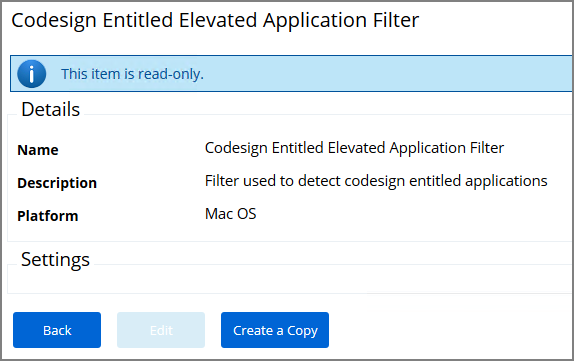 Codesign Entitled Elevated Application Filter
This item is read-only.
Details
Name Codesign Entitled Elevated Application Filter
Description Filter used to detect codesign entitled applications
Platform Mac OS
Settings
Back Edit Create a Copy